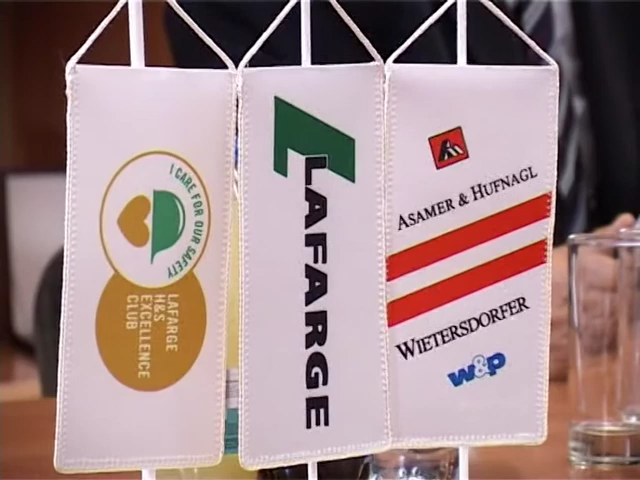 I CARE FOR OUR SAFETY
LAFARGE
H&S
EXCELLENCE
CLUB
LAFARGE
ASAMER & HUFNAGL
WIETERSDORFER
w&p